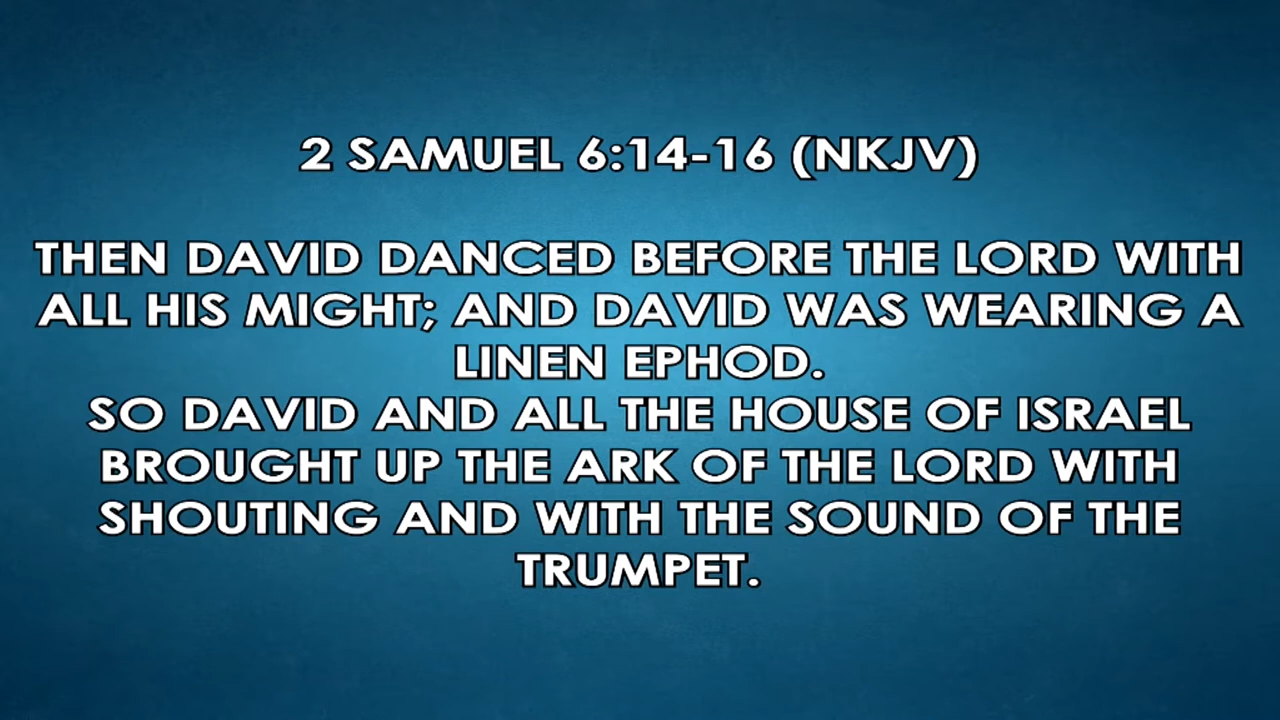 2 SAMUEL 6:14-16 (NKJV)
THEN DAVID DANCED BEFORE THE LORD WITH
ALL HIS MIGHT; AND DAVID WAS WEARING A
LINEN EPHOD.
SO DAVID AND ALL THE HOUSE OF ISRAEL
BROUGHT UP THE ARK OF THE LORD WITH
SHOUTING AND WITH THE SOUND OF THE
TRUMPET.